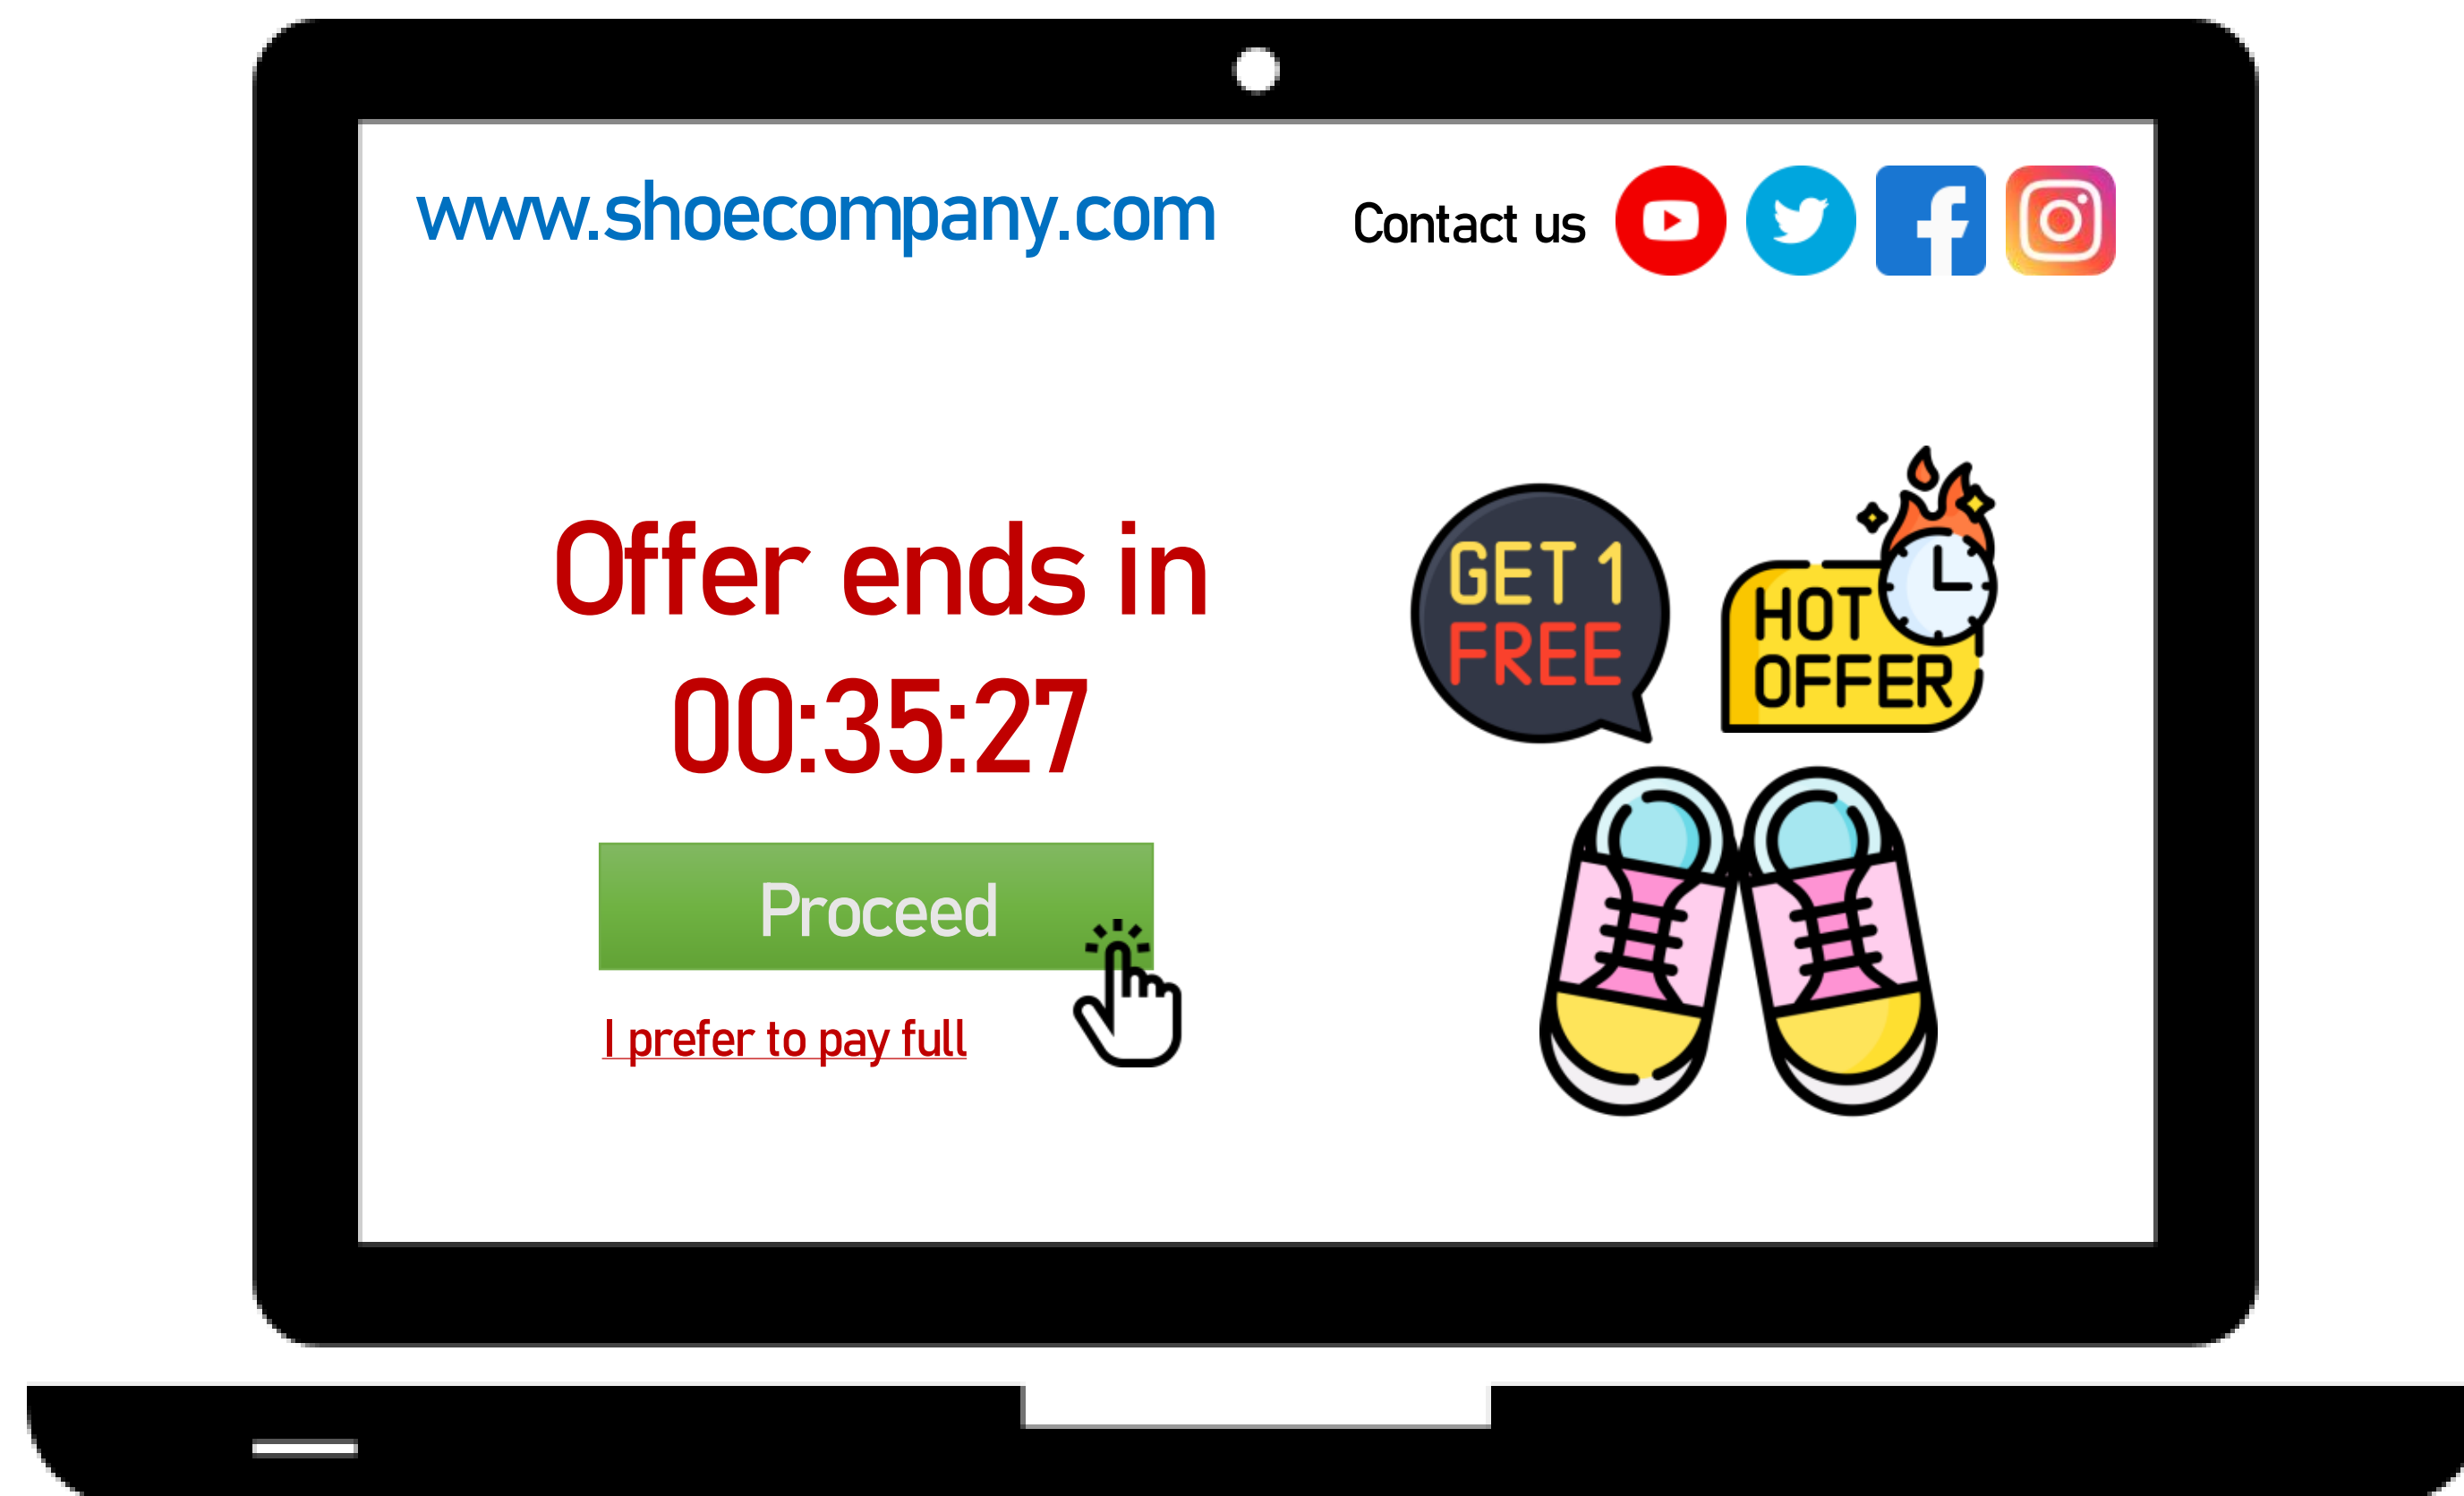 www.shoecompany.com
Contact us
Offer ends in
00:35:27
Proceed
I prefer to pay full
GET 1
FREE
HOT
OFFER